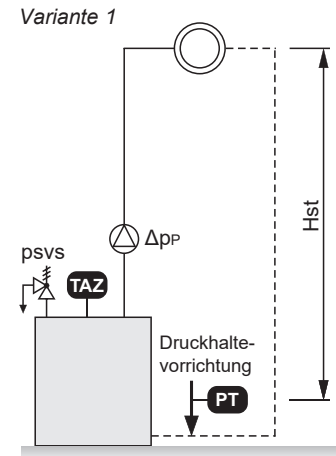 Variante 1
Hst
ΔpP
psvs
TAZ
Druckhalte-
vorrichtung
PT